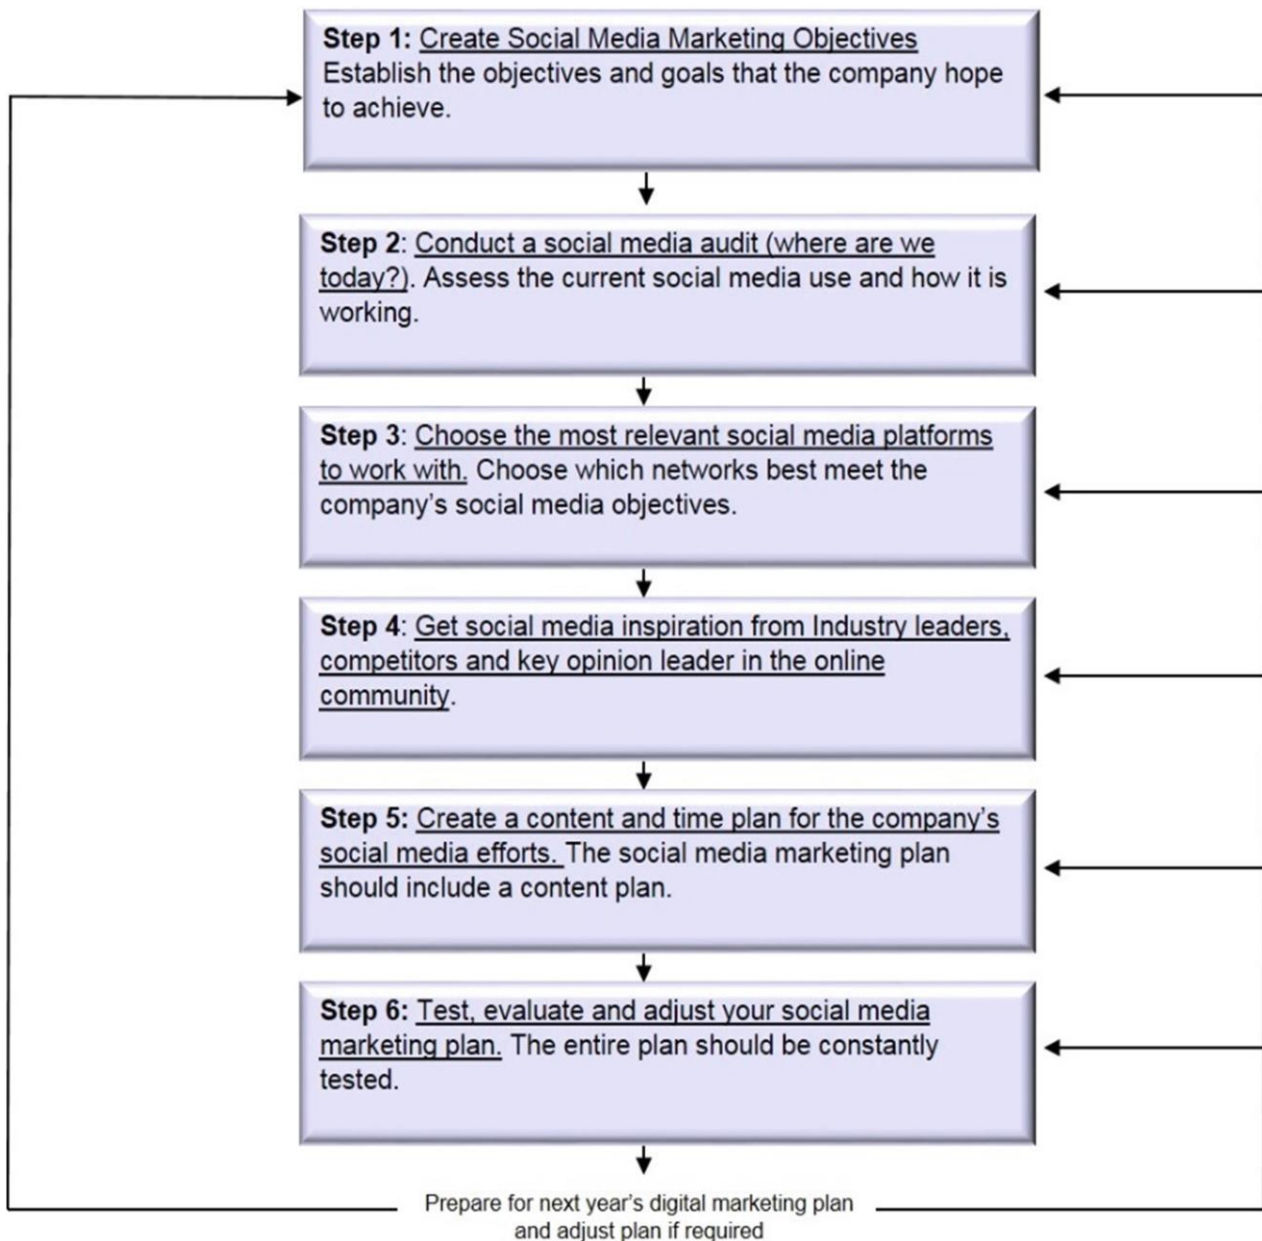 Step 1: Create Social Media Marketing Objectives
Establish the objectives and goals that the company hope
to achieve.
Step 2: Conduct a social media audit (where are we
today?). Assess the current social media use and how it is
working.
Step 3: Choose the most relevant social media platforms
to work with. Choose which networks best meet the
company's social media objectives.
Step 4: Get social media inspiration from Industry leaders,
competitors and key opinion leader in the online
community.
Step 5: Create a content and time plan for the company's
social media efforts. The social media marketing plan
should include a content plan.
Step 6: Test, evaluate and adjust your social media
marketing plan. The entire plan should be constantly
tested.
Prepare for next year's digital marketing plan
and adjust plan if required